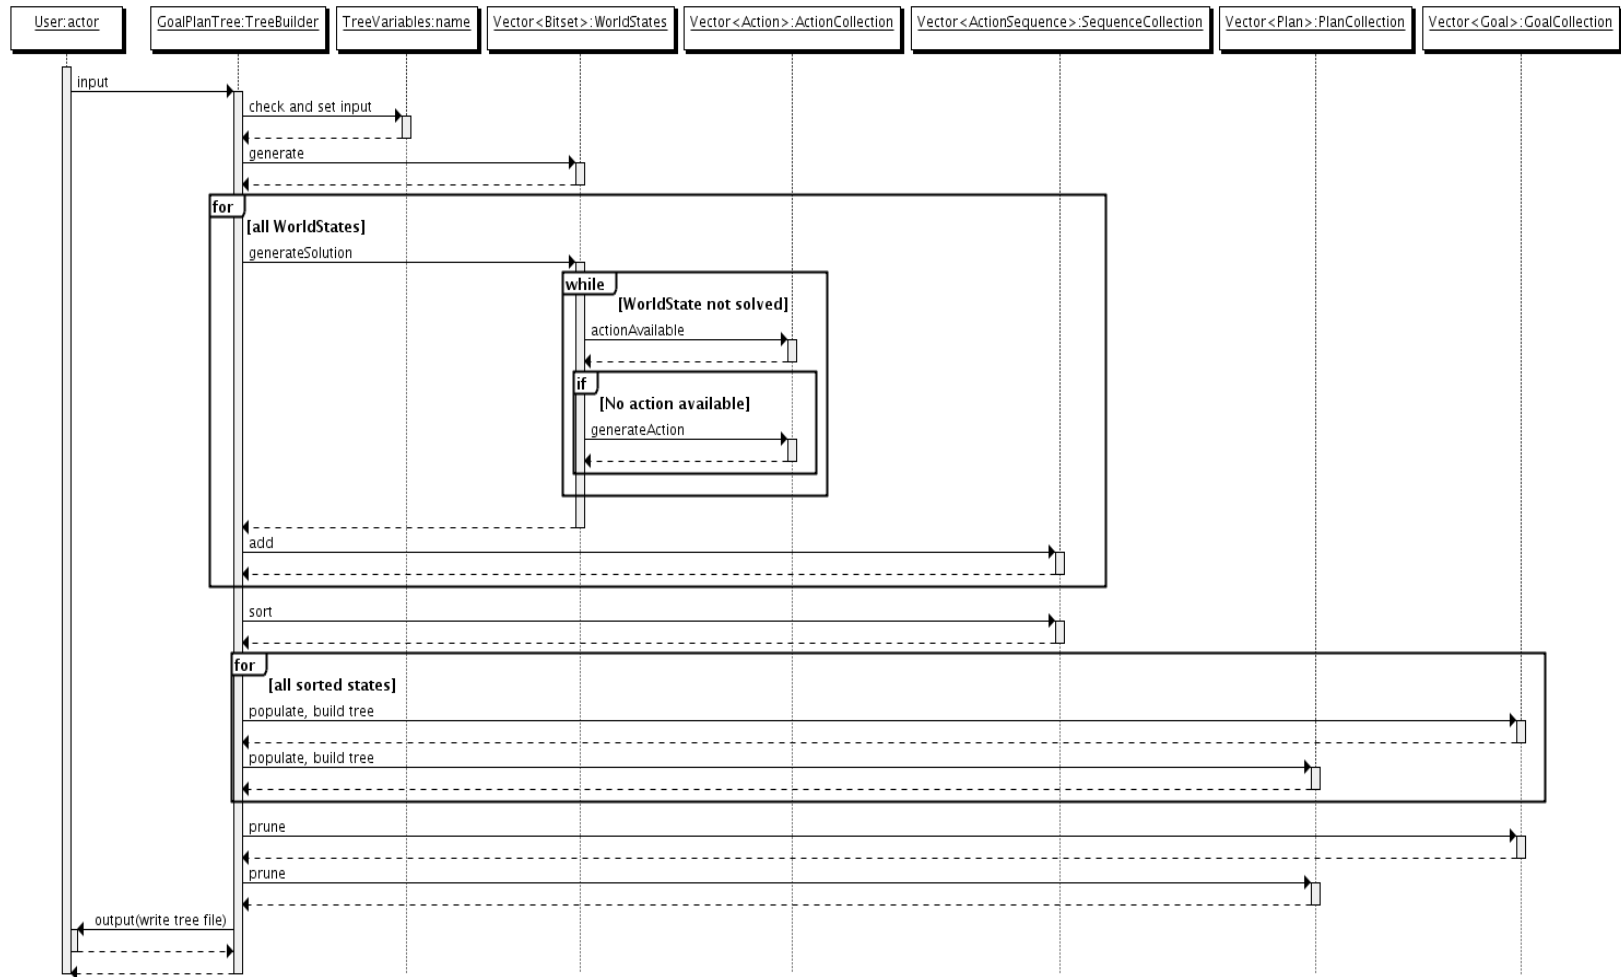 User:actor
GoalPlanTree:TreeBuilder
TreeVariables:name
Vector<Bitset>:WorldStates
Vector<Action>:ActionCollection
Vector<ActionSequence>:SequenceCollection
Vector<Plan>:PlanCollection
Vector<Goal>:GoalCollection
input
check and set input
generate
for
[all WorldStates]
generateSolution
while
[WorldState not solved]
actionAvailable
if
[No action available]
generateAction
add
sort
for
[all sorted states]
populate, build tree
populate, build tree
prune
prune
output(write tree file)